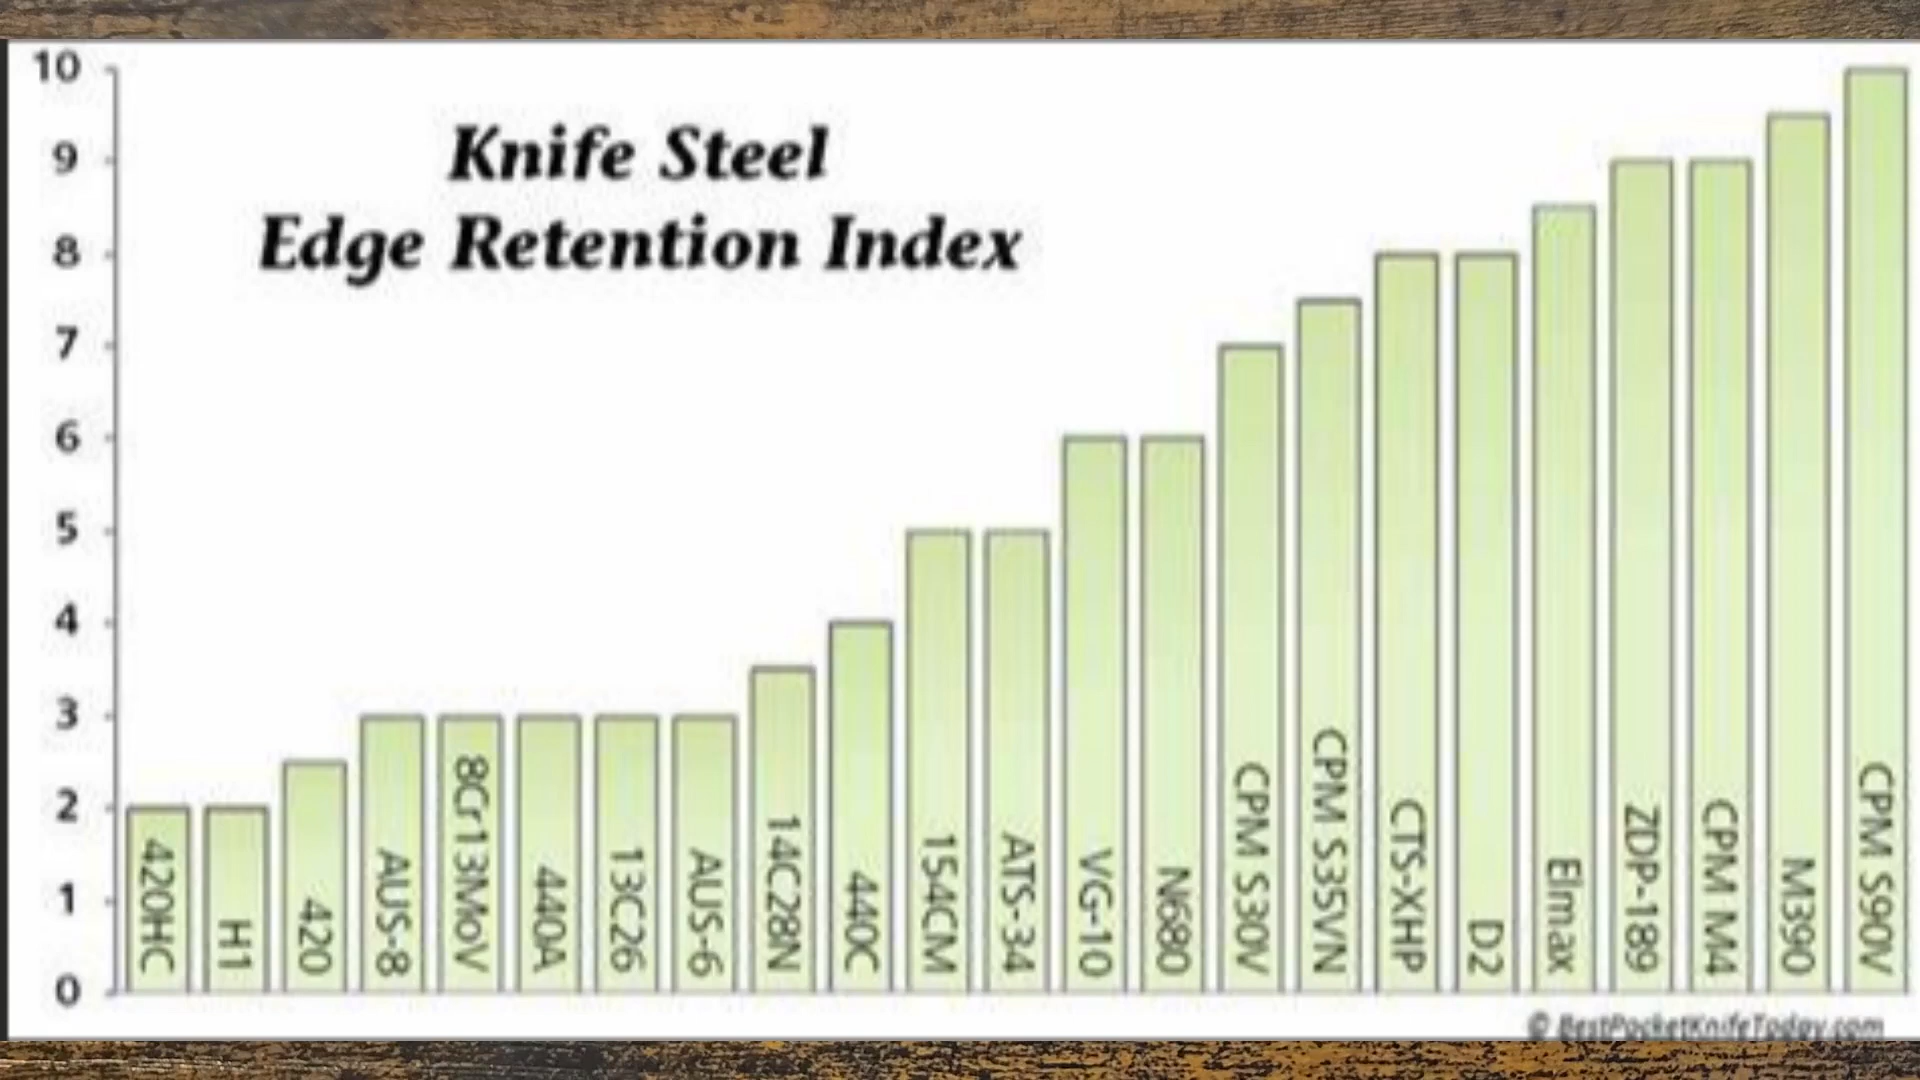 10
9
8
7
6
5
4
3
2
1
0
Knife Steel
Edge Retention Index
420HC
H1
420
AUS-8
8Cr13MoV
440A
13C26
AUS-6
14C28N
440C
154CM
ATS-34
VG-10
N680
CPM S30V
CPM S35VN
CTS-XHP
D2
Elmax
ZDP-189
CPM M4
M390
CPM S90V
© BestPocketKnifeToday.com